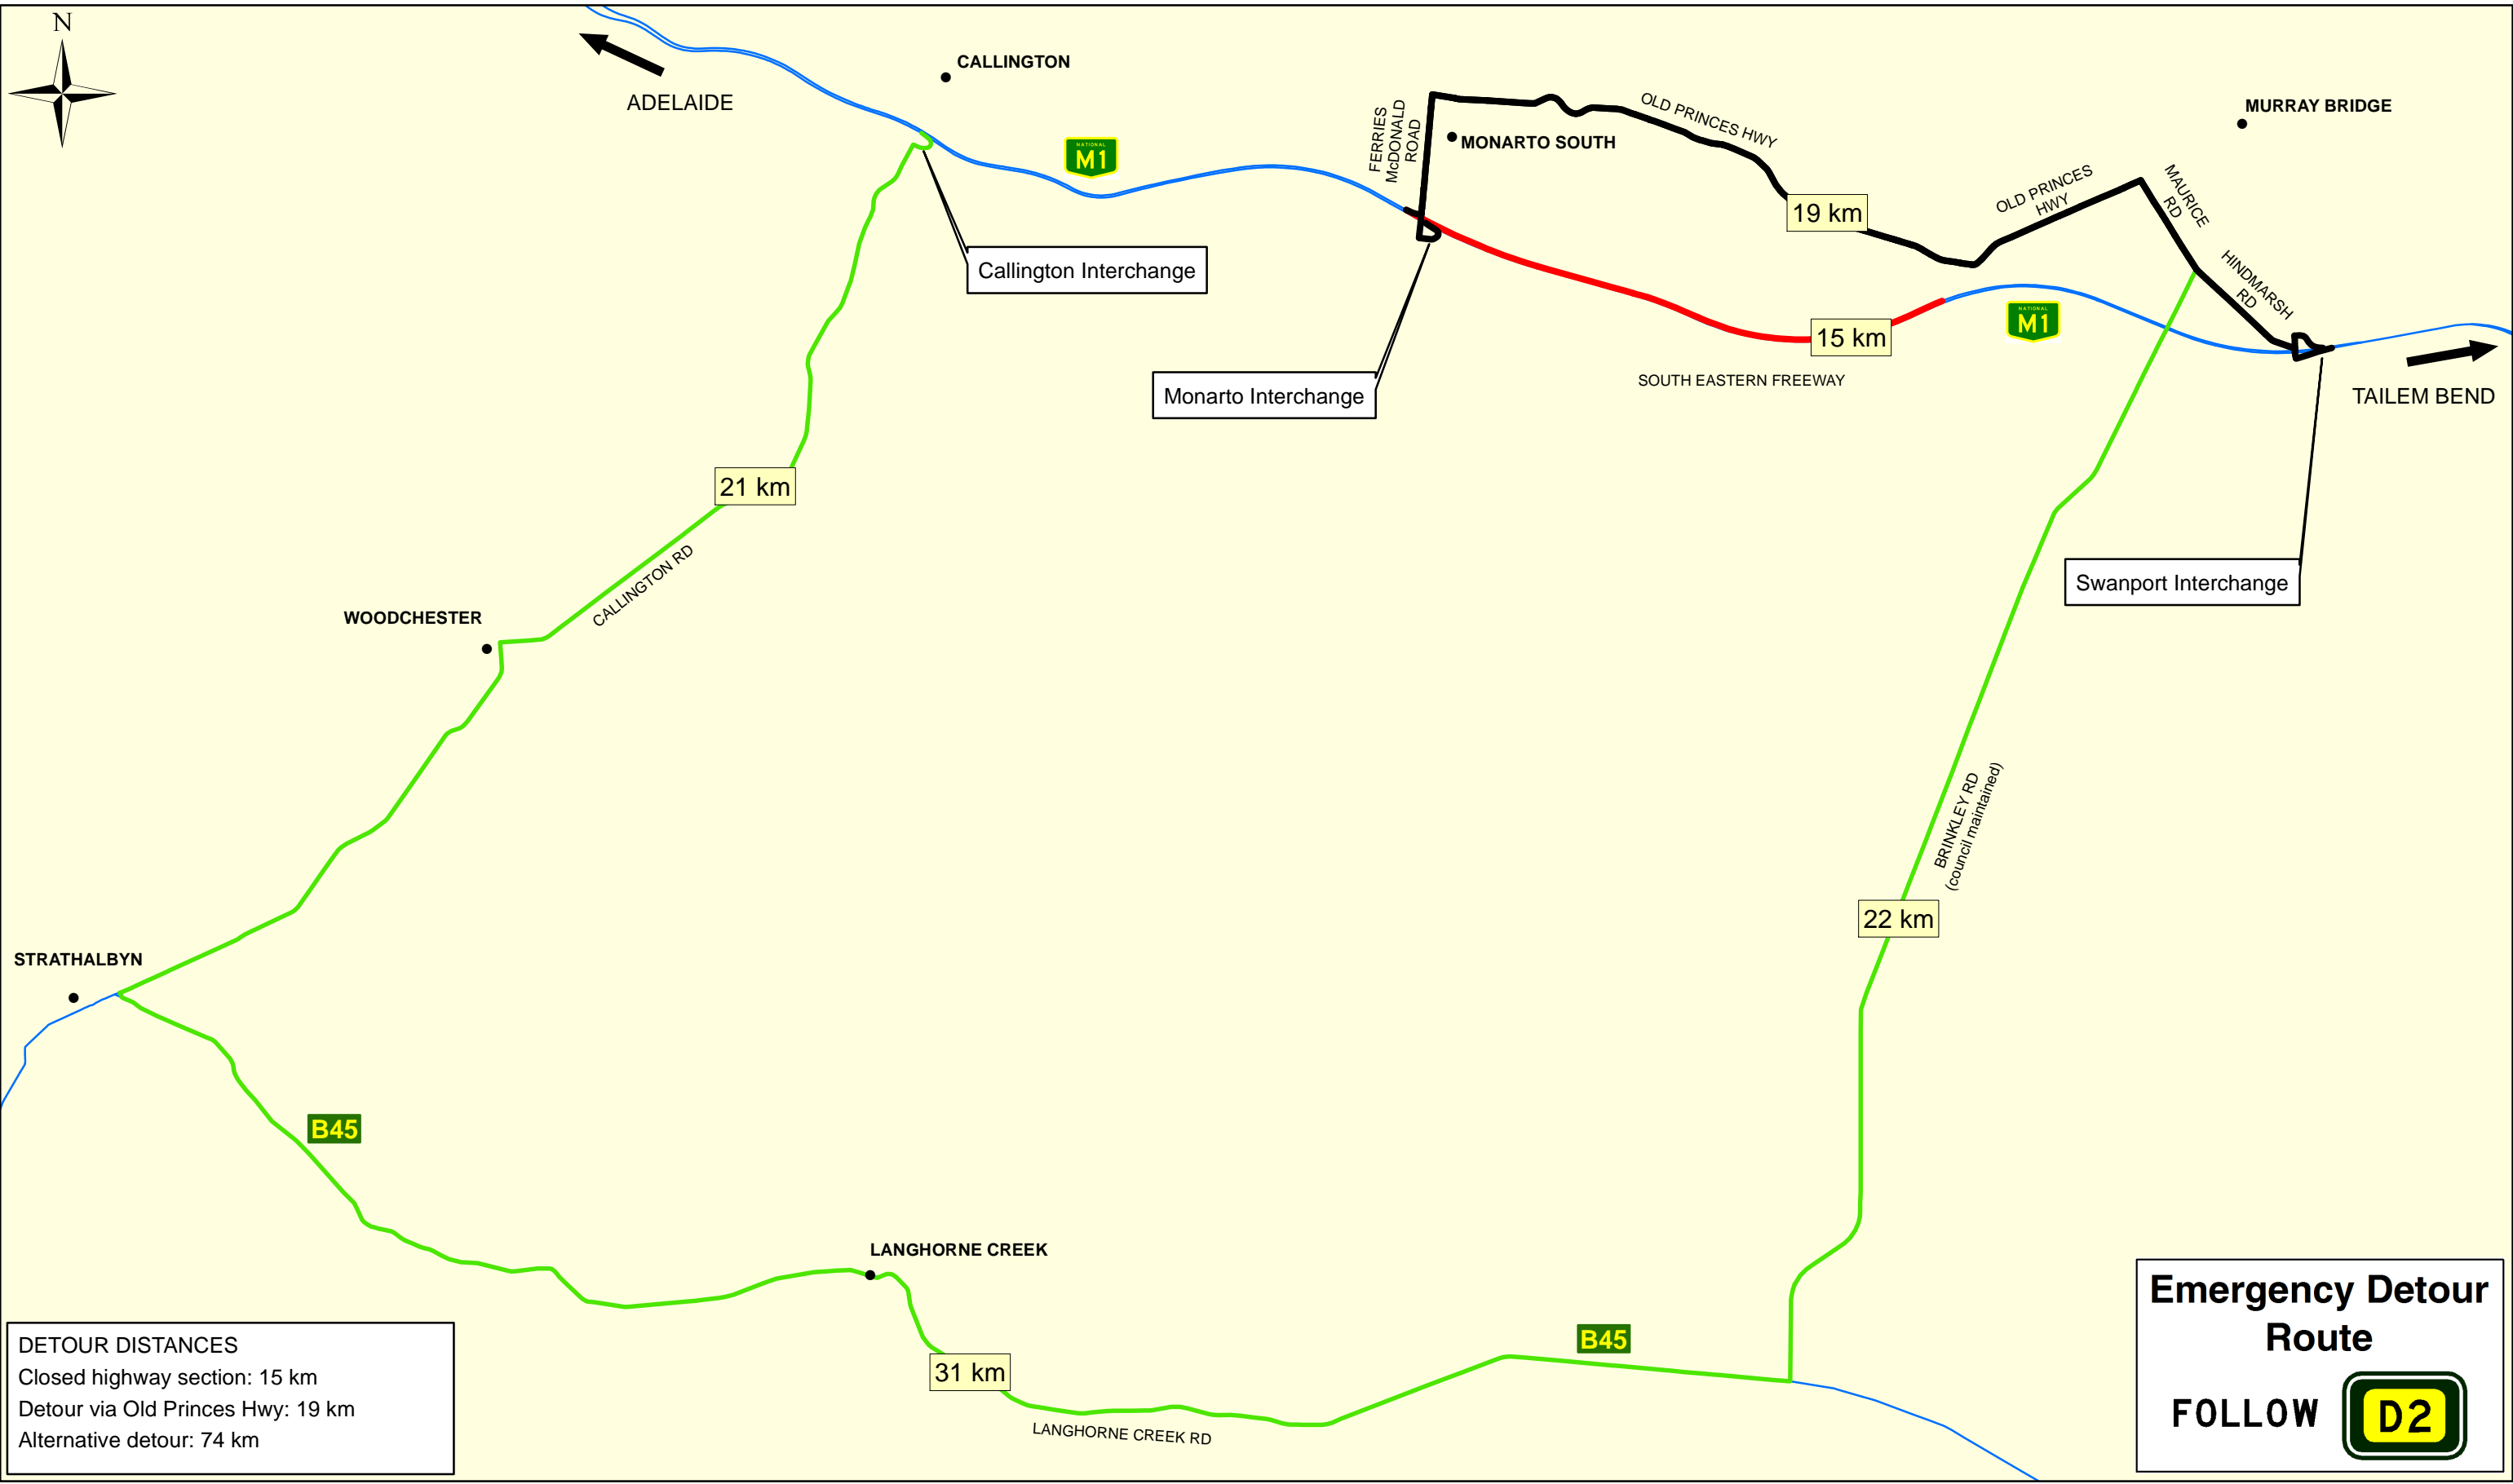 N
ADELAIDE
CALLINGTON
NATIONAL
M1
FERRIES
McDONALD
ROAD
MONARTO SOUTH
OLD PRINCES HWY
MURRAY BRIDGE
19 km
OLD PRINCES
HWY
MAURICE
RD
HINDMARSH
RD
Callington Interchange
15 km
NATIONAL
M1
SOUTH EASTERN FREEWAY
TAILEM BEND
Monarto Interchange
21 km
CALLINGTON RD
WOODCHESTER
Swanport Interchange
BRINKLEY RD
(council maintained)
22 km
STRATHALBYN
B45
LANGHORNE CREEK
31 km
B45
LANGHORNE CREEK RD
DETOUR DISTANCES
Closed highway section: 15 km
Detour via Old Princes Hwy: 19 km
Alternative detour: 74 km
Emergency Detour
Route
FOLLOW D2